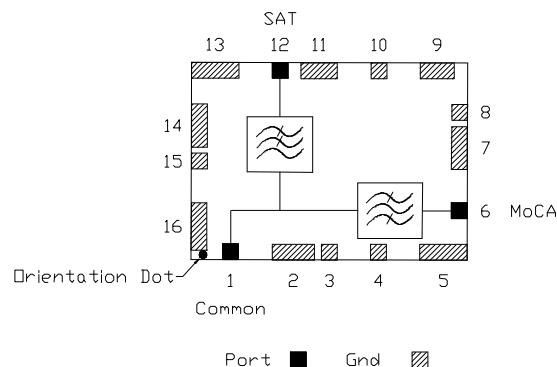 SAT
13 12 11 10 9
14
8
15
7
16
6 MoCA
Orientation Dot
1 2 3 4 5
Common
Port Gnd